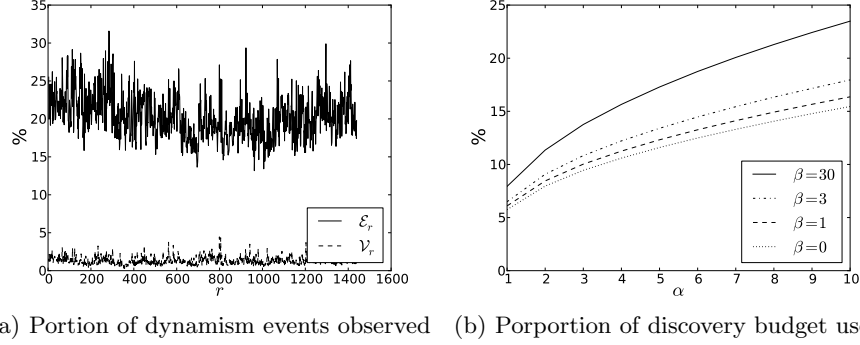 35
30
25
20
15
10
5
0
%
0 200 400 600 800 1000 1200 1400 1600
r
ℰr
𝒱r
25
20
15
10
5
0
%
1 2 3 4 5 6 7 8 9 10
α
β=30
β=3
β=1
β=0
a) Portion of dynamism events observed
(b) Porportion of discovery budget us